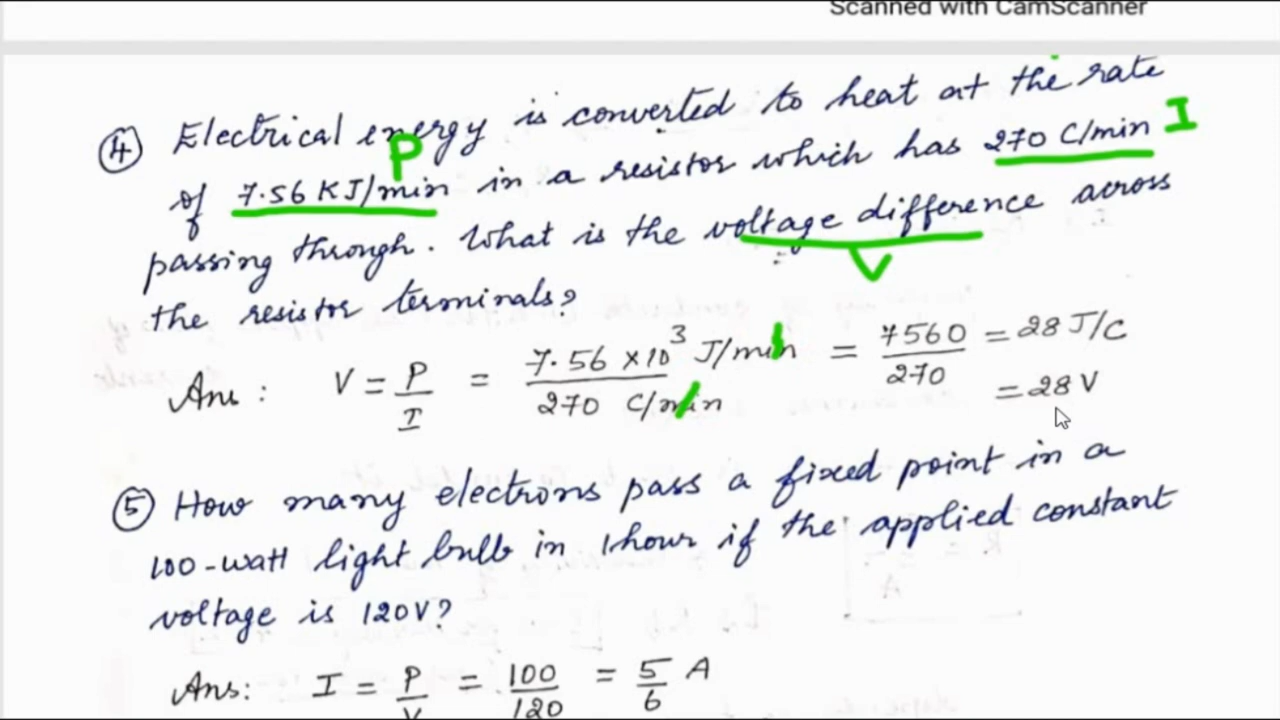 Scanned with CamScanner
④ Electrical energy is converted to heat at the rate
P
of 7.56 KJ/min in a resistor which has 270 C/min I
passing through. What is the voltage difference across
V
the resistor terminals?
Ans : V = P/I = 7.56 ×10³ J/min / 270 C/min = 7560/270 = 28 J/C
= 28 V
⑤ How many electrons pass a fixed point in a
100-watt light bulb in 1hour if the applied constant
voltage is 120V?
Ans: I = P/V = 100/120 = 5/6 A